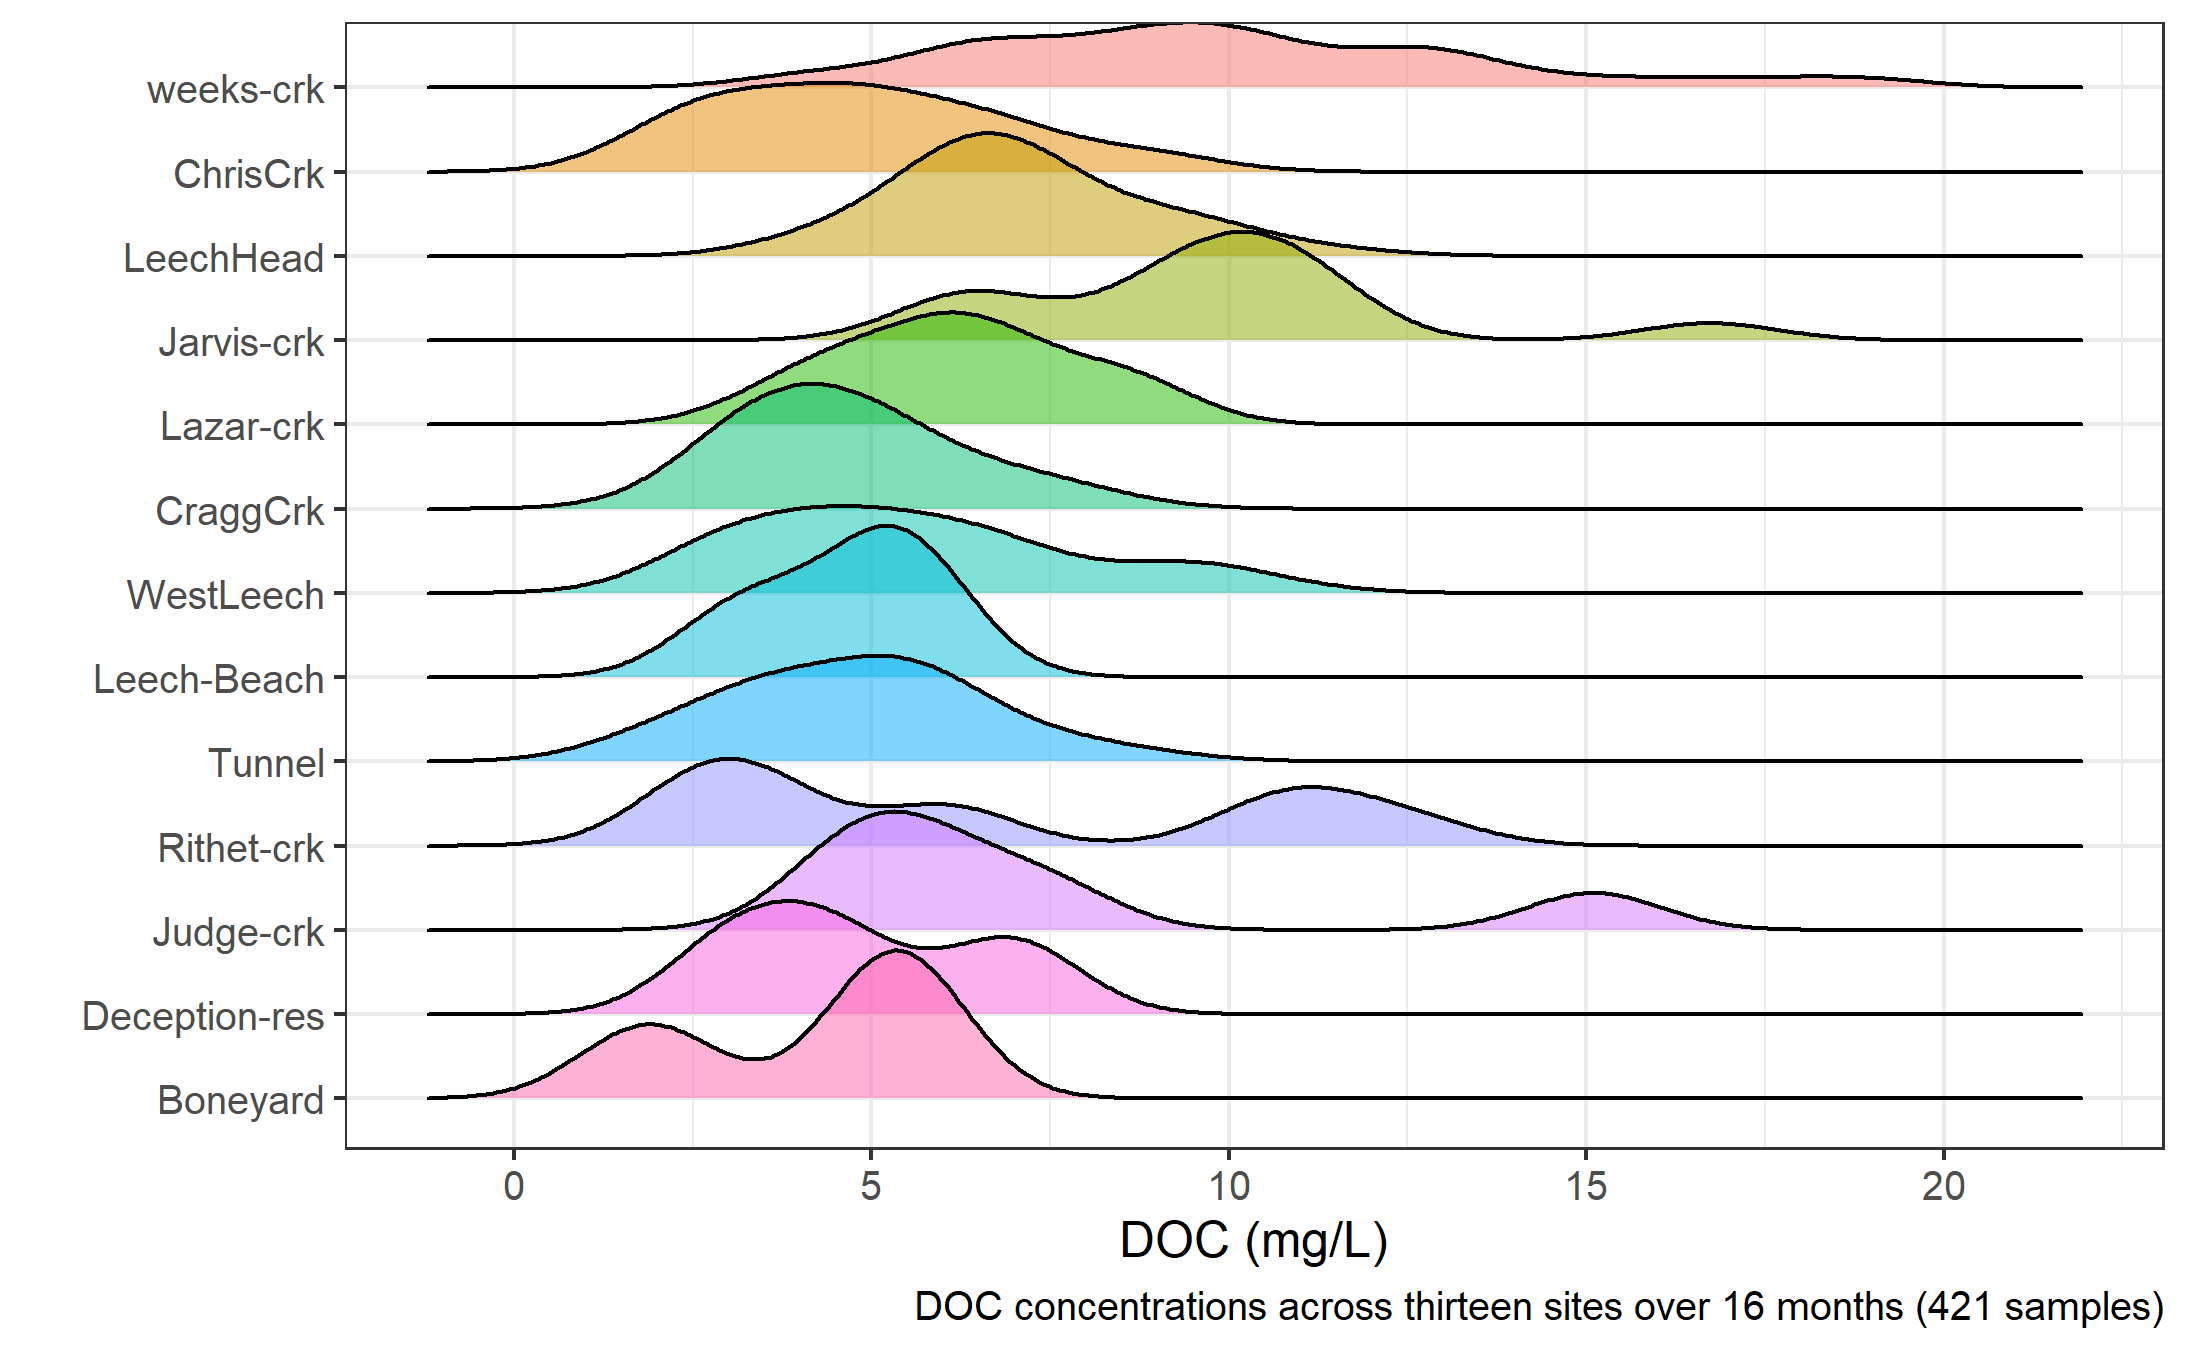 weeks-crk
ChrisCrk
LeechHead
Jarvis-crk
Lazar-crk
CraggCrk
WestLeech
Leech-Beach
Tunnel
Rithet-crk
Judge-crk
Deception-res
Boneyard
0 5 10 15 20
DOC (mg/L)
DOC concentrations across thirteen sites over 16 months (421 samples)